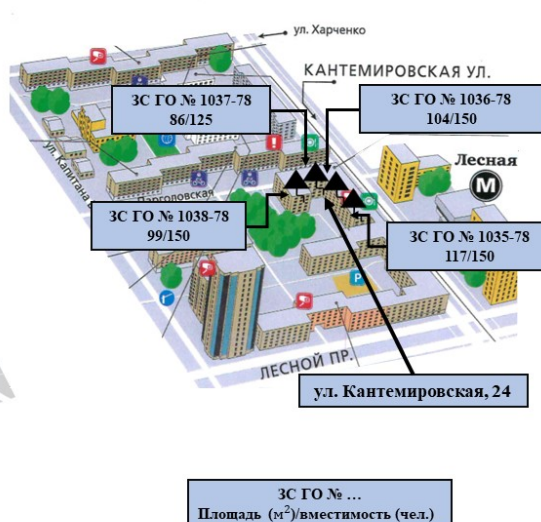 ул. Харченко
КАНТЕМИРОВСКАЯ УЛ.
ЗС ГО № 1037-78
86/125
ЗС ГО № 1036-78
104/150
Лесная
М
ул. Капитана
Парголовская
ЗС ГО № 1038-78
99/150
ЗС ГО № 1035-78
117/150
P
ЛЕСНОЙ ПР.
ул. Кантемировская, 24
ЗС ГО № ...
Площадь (м²)/вместимость (чел.)